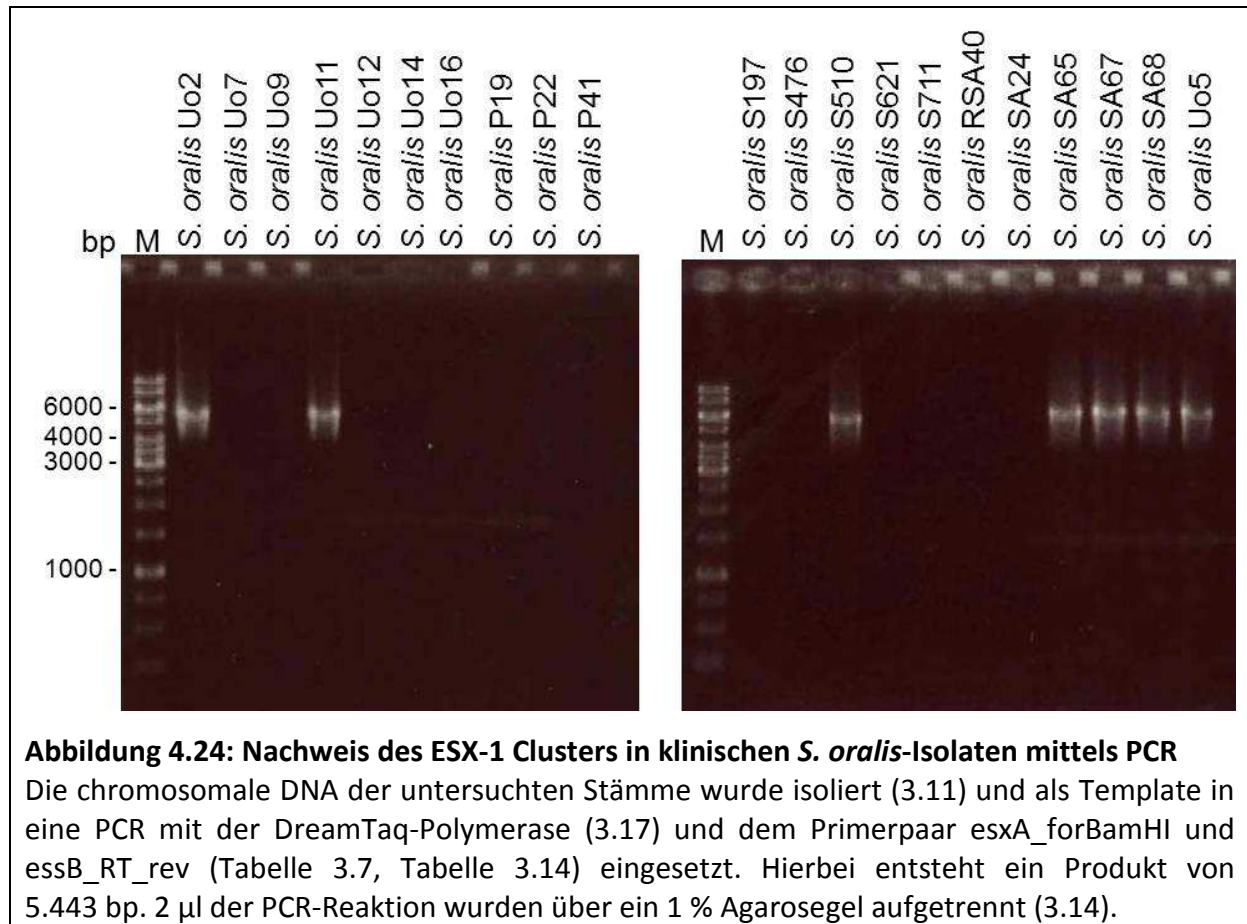 S. oralis Uo2
S. oralis Uo7
S. oralis Uo9
S. oralis Uo11
S. oralis Uo12
S. oralis Uo14
S. oralis Uo16
S. oralis P19
S. oralis P22
S. oralis P41
S. oralis S197
S. oralis S476
S. oralis S510
S. oralis S621
S. oralis S711
S. oralis RSA40
S. oralis SA24
S. oralis SA65
S. oralis SA67
S. oralis SA68
S. oralis Uo5
bp M
M
6000 -
4000 -
3000 -
1000 -
Abbildung 4.24: Nachweis des ESX-1 Clusters in klinischen S. oralis-Isolaten mittels PCR
Die chromosomale DNA der untersuchten Stämme wurde isoliert (3.11) und als Template in
eine PCR mit der DreamTaq-Polymerase (3.17) und dem Primerpaar esxA_forBamHI und
essB_RT_rev (Tabelle 3.7, Tabelle 3.14) eingesetzt. Hierbei entsteht ein Produkt von
5.443 bp. 2 µl der PCR-Reaktion wurden über ein 1 % Agarosegel aufgetrennt (3.14).